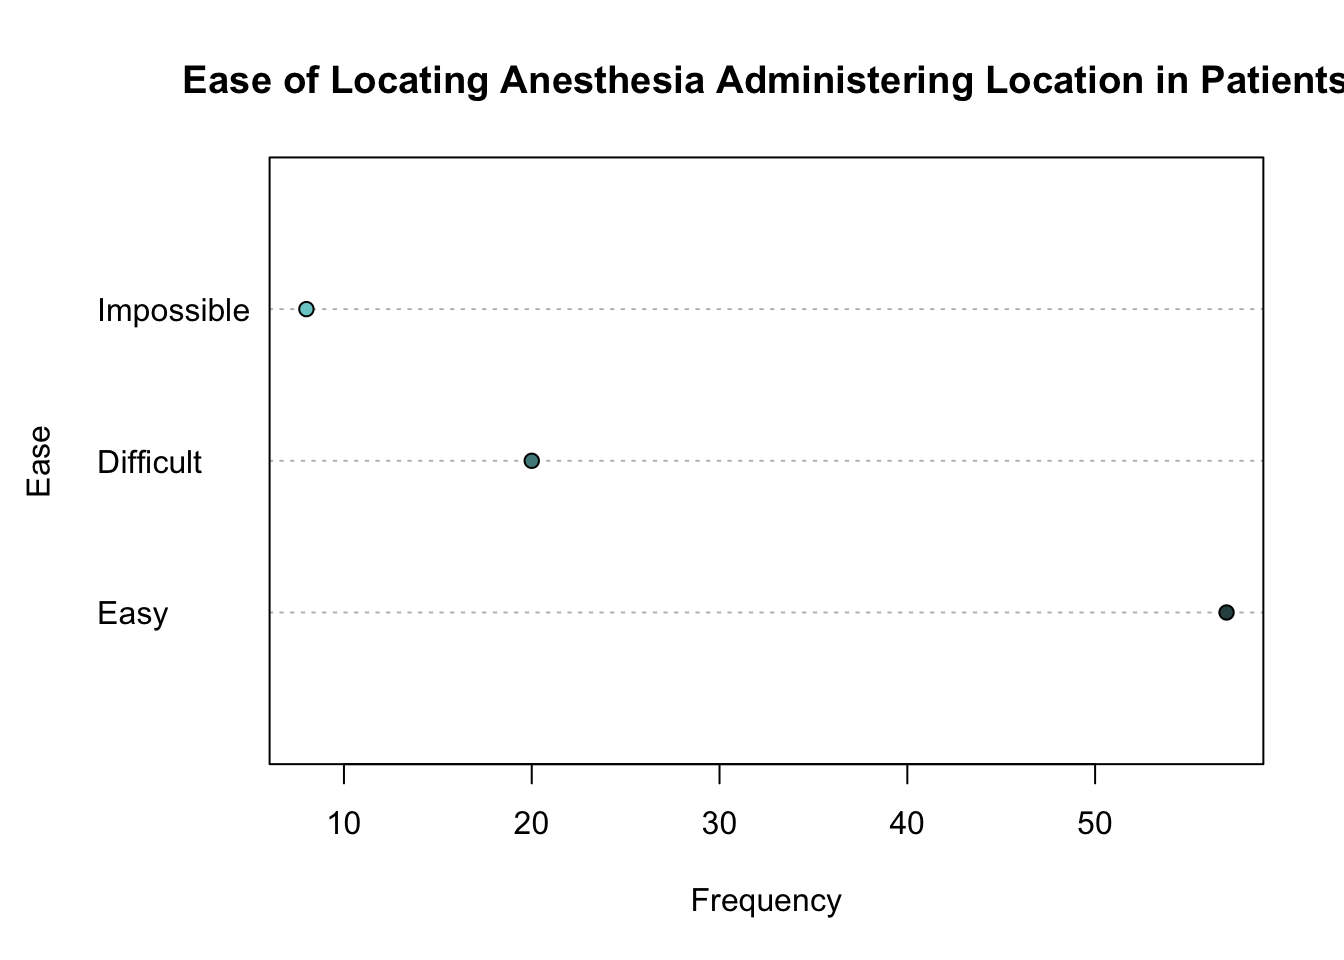 Ease of Locating Anesthesia Administering Location in Patients
Impossible
Difficult
Easy
Ease
10 20 30 40 50
Frequency